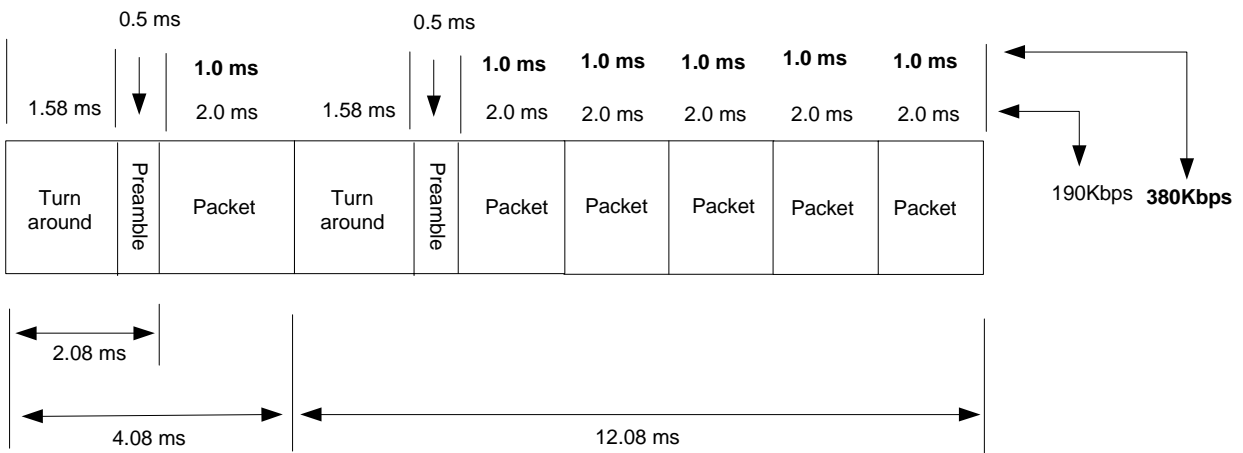 0.5 ms 0.5 ms
1.0 ms 1.0 ms 1.0 ms 1.0 ms 1.0 ms 1.0 ms
1.58 ms 2.0 ms 1.58 ms 2.0 ms 2.0 ms 2.0 ms 2.0 ms 2.0 ms
Turn around Preamble Packet Turn around Preamble Packet Packet Packet Packet Packet
190Kbps 380Kbps
2.08 ms
4.08 ms 12.08 ms